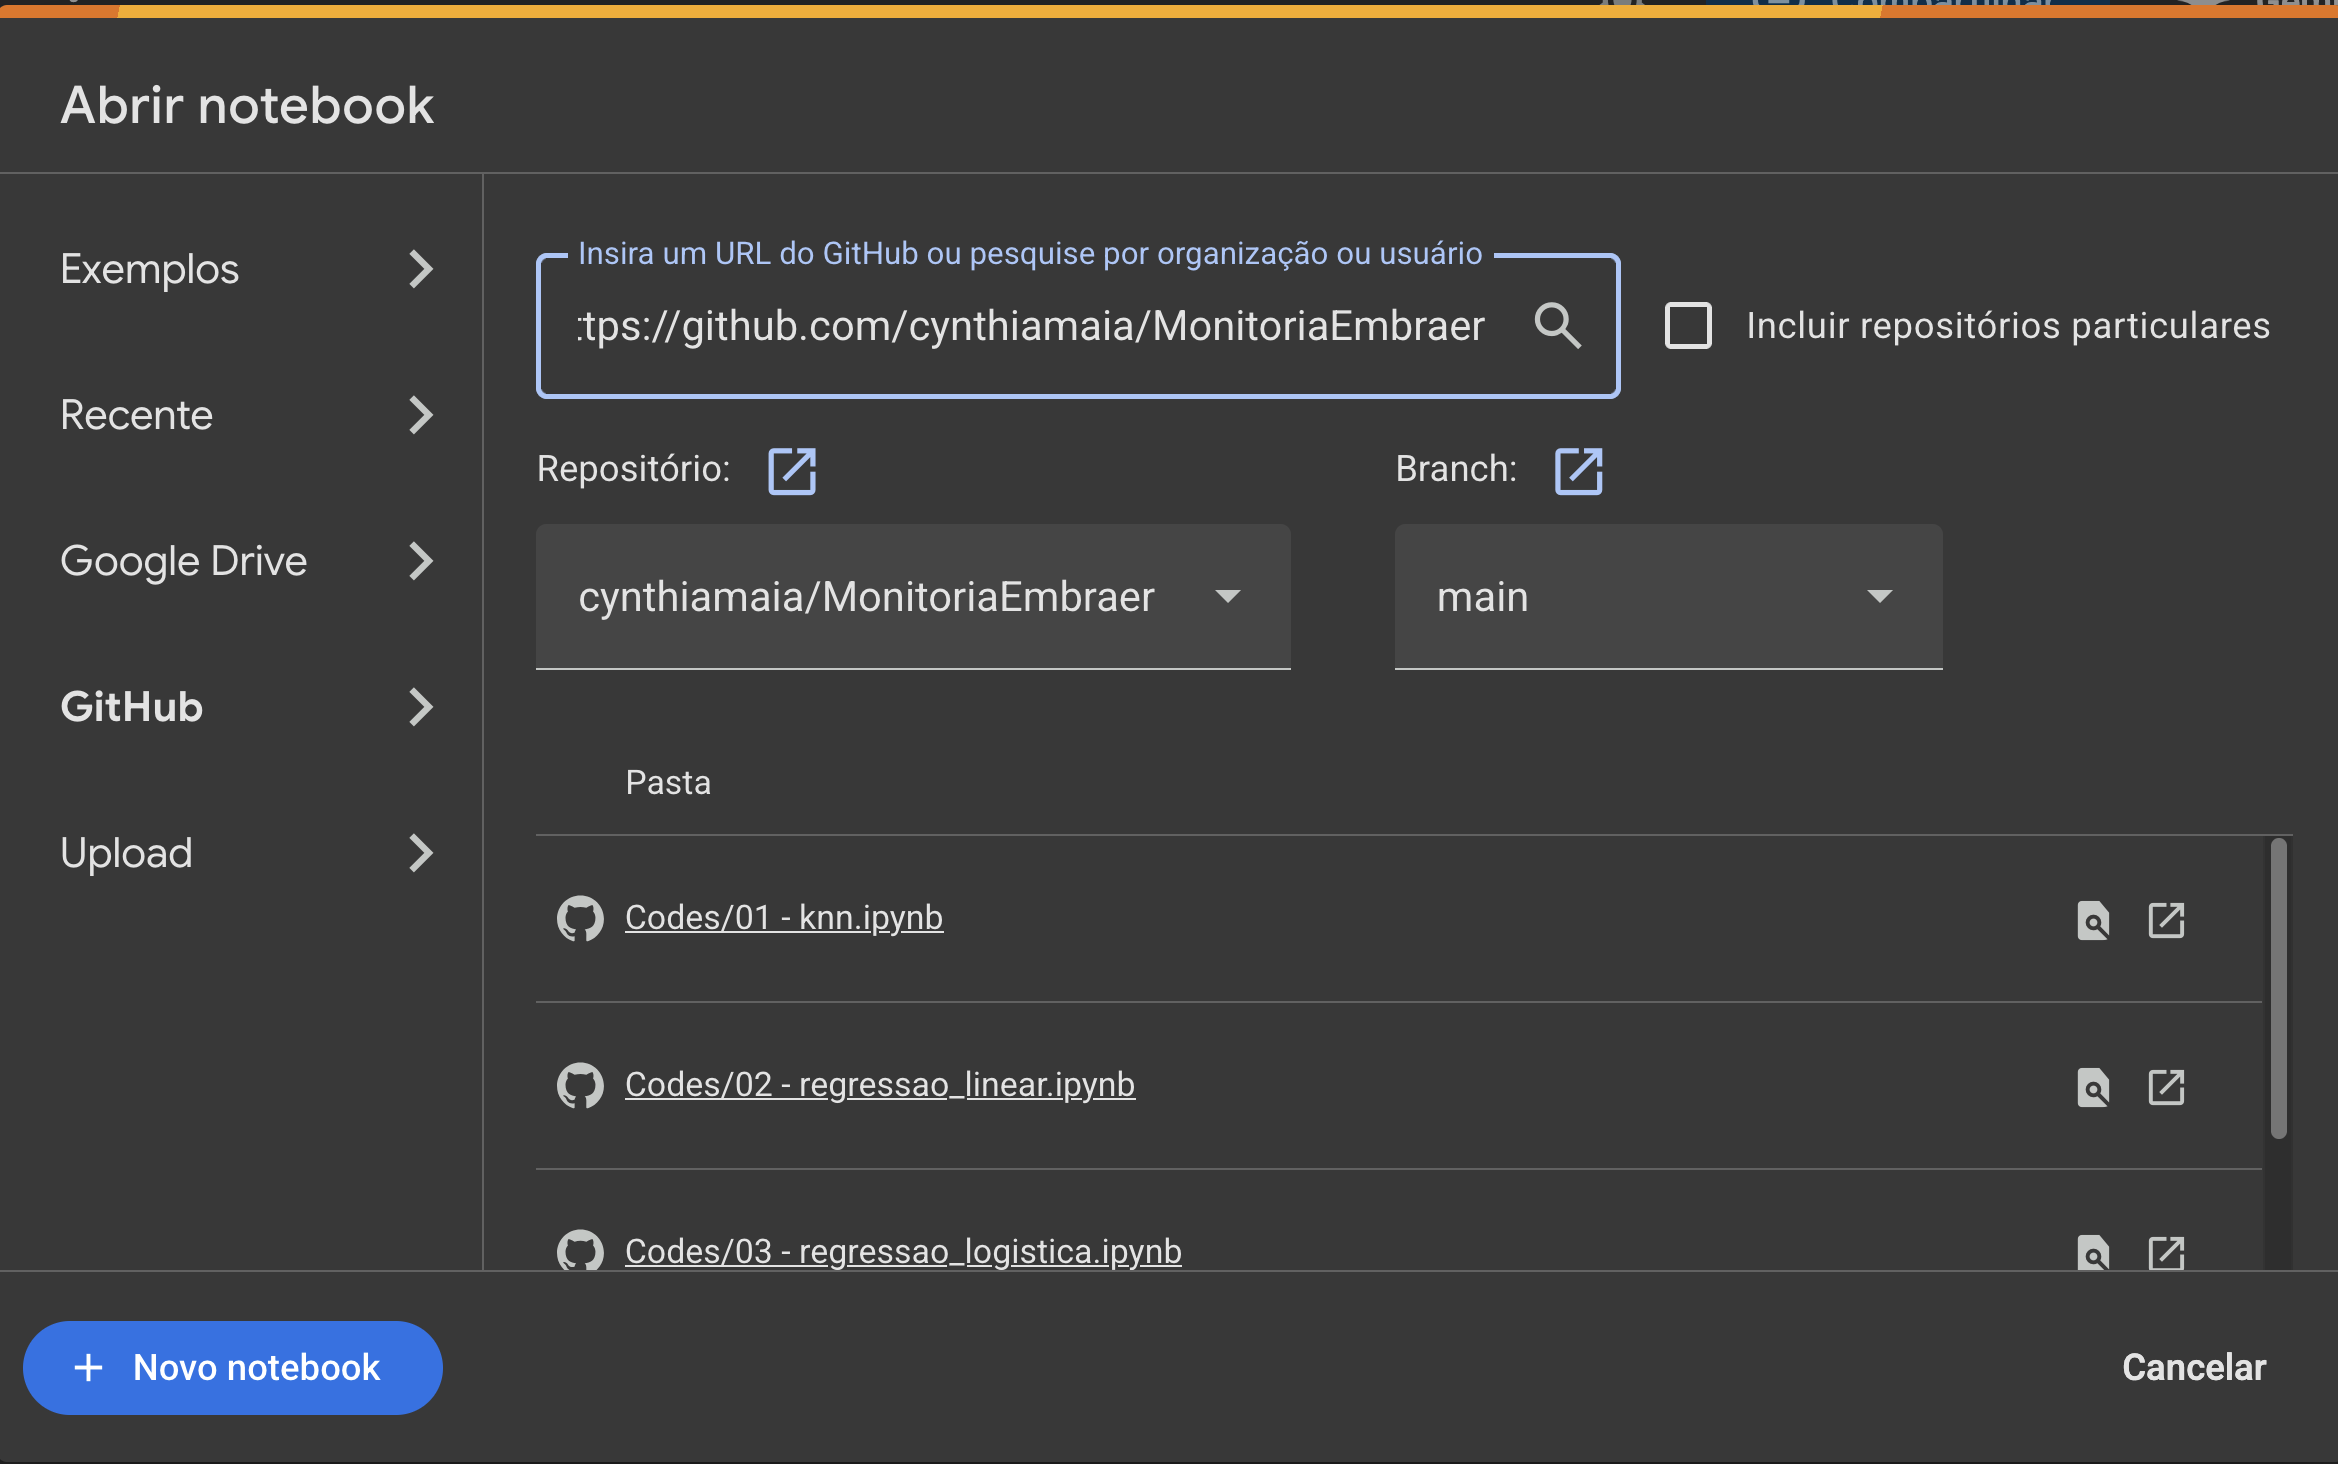 Abrir notebook
Exemplos
Recente
Google Drive
GitHub
Upload
Insira um URL do GitHub ou pesquise por organização ou usuário
tps://github.com/cynthiamaia/MonitoriaEmbraer
Incluir repositórios particulares
Repositório:
Branch:
cynthiamaia/MonitoriaEmbraer
main
Pasta
Codes/01 - knn.ipynb
Codes/02 - regressao_linear.ipynb
Codes/03 - regressao_logistica.ipynb
+ Novo notebook
Cancelar